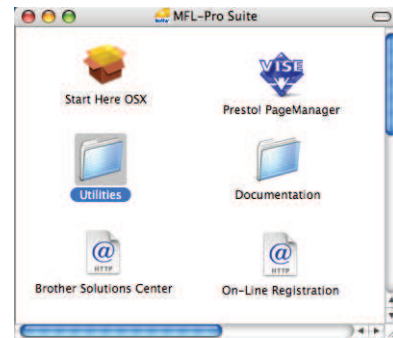 MFL-Pro Suite
Start Here OSX
VISE
Presto! PageManager
Utilities
Documentation
@
HTTP
@
HTTP
Brother Solutions Center
On-Line Registration